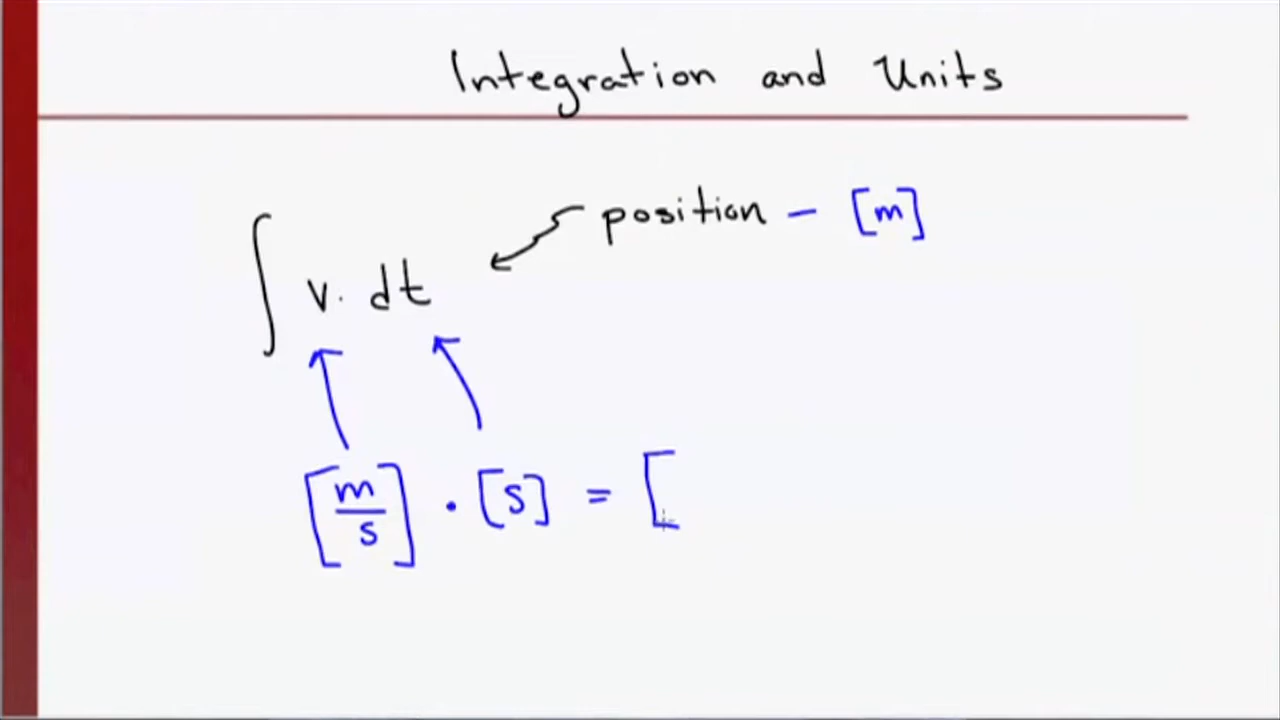 Integration and Units
position - [m]
∫ v · dt
[m/s] · [s] = [